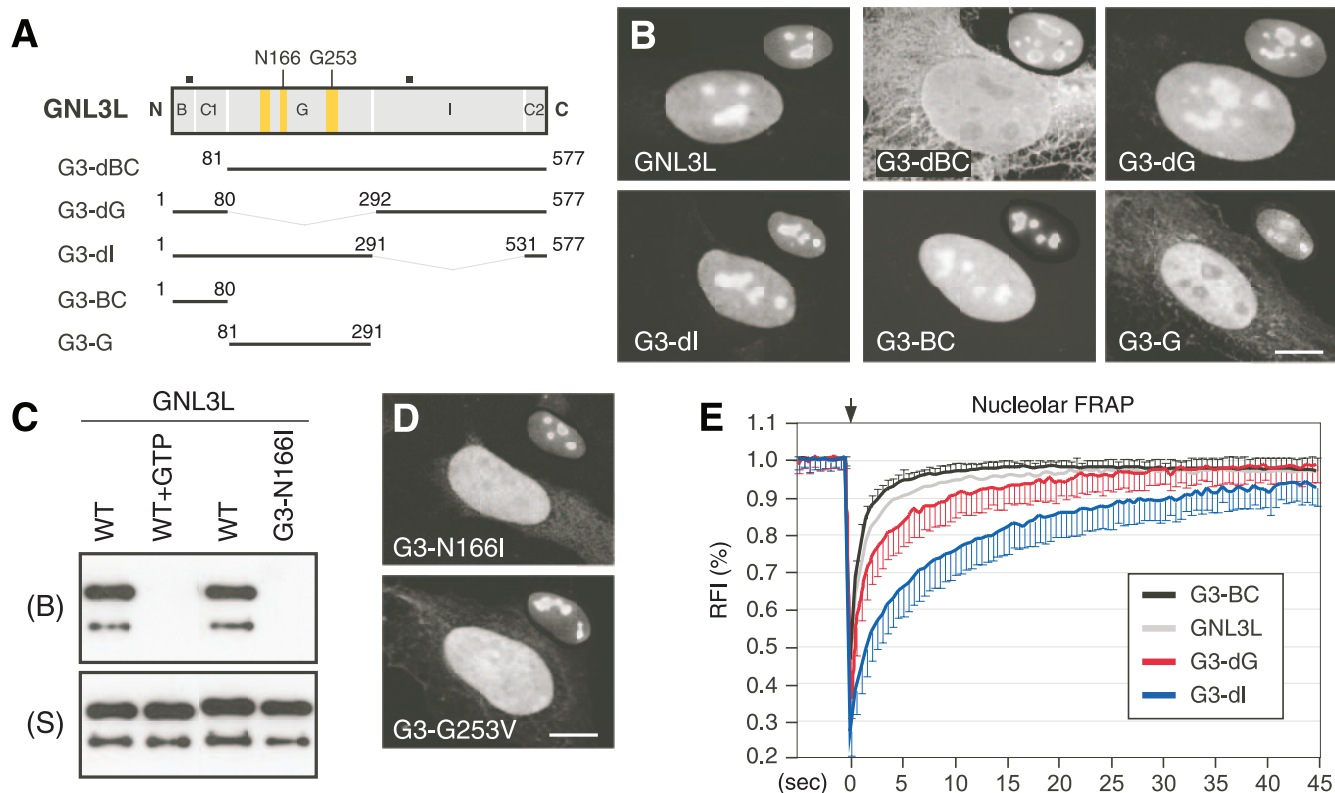 A
N166 G253
GNL3L N B C1 G I C2 C
G3-dBC 81 577
G3-dG 1 80 292 577
G3-dI 1 291 531 577
G3-BC 1 80
G3-G 81 291
B
GNL3L
G3-dBC
G3-dG
G3-dI
G3-BC
G3-G
C
GNL3L
WT
WT+GTP
WT
G3-N166I
(B)
(S)
D
G3-N166I
G3-G253V
E
Nucleolar FRAP
RFI (%)
1.1
1.0
0.9
0.8
0.7
0.6
0.5
0.4
0.3
0.2
G3-BC
GNL3L
G3-dG
G3-dI
(sec) 0 5 10 15 20 25 30 35 40 45